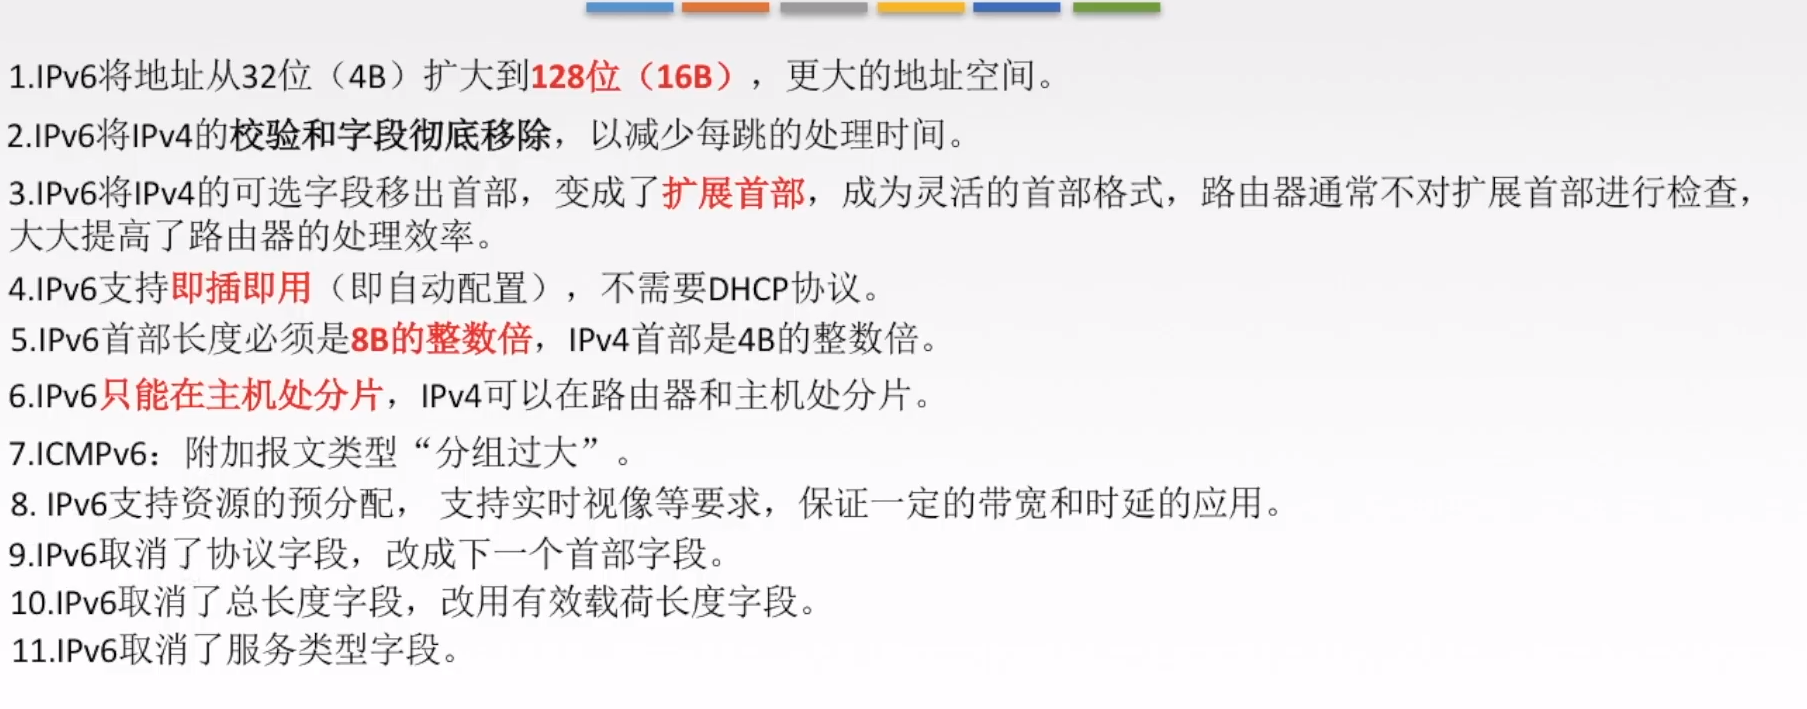 1.IPv6将地址从32位（4B）扩大到128位（16B），更大的地址空间。
2.IPv6将IPv4的校验和字段彻底移除，以减少每跳的处理时间。
3.IPv6将IPv4的可选字段移出首部，变成了扩展首部，成为灵活的首部格式，路由器通常不对扩展首部进行检查，
大大提高了路由器的处理效率。
4.IPv6支持即插即用（即自动配置），不需要DHCP协议。
5.IPv6首部长度必须是8B的整数倍，IPv4首部是4B的整数倍。
6.IPv6只能在主机处分片，IPv4可以在路由器和主机处分片。
7.ICMPv6：附加报文类型“分组过大”。
8. IPv6支持资源的预分配， 支持实时视像等要求，保证一定的带宽和时延的应用。
9.IPv6取消了协议字段，改成下一个首部字段。
10.IPv6取消了总长度字段，改用有效载荷长度字段。
11.IPv6取消了服务类型字段。